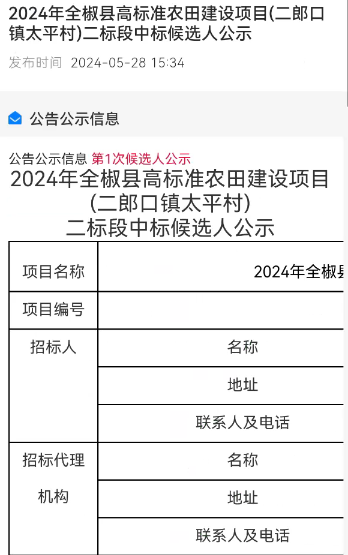 2024年全椒县高标准农田建设项目(二郎口
镇太平村)二标段中标候选人公示
发布时间 2024-05-28 15:34
公告公示信息
公告公示信息 第1次候选人公示
2024年全椒县高标准农田建设项目
(二郎口镇太平村)
二标段中标候选人公示
项目名称 2024年全椒
项目编号
招标人 名称
地址
联系人及电话
招标代理
机构
名称
地址
联系人及电话